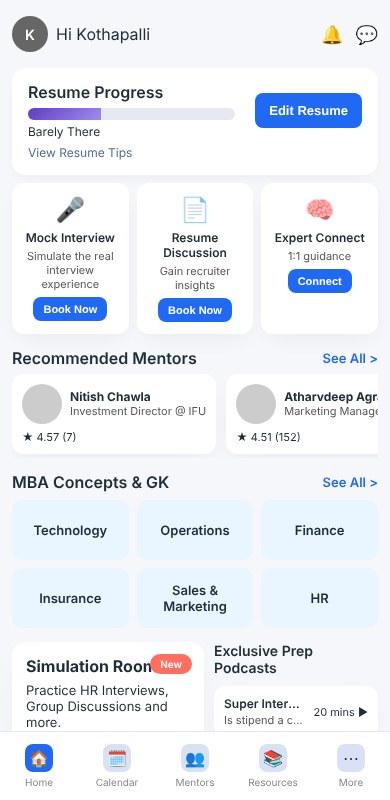 K
Hi Kothapalli
Resume Progress
Edit Resume
Barely There
View Resume Tips
Mock Interview
Simulate the real
interview
experience
Book Now
Resume
Discussion
Gain recruiter
insights
Book Now
Expert Connect
1:1 guidance
Connect
Recommended Mentors
See All >
Nitish Chawla
Investment Director @ IFU
★ 4.57 (7)
Atharvdeep Agr
Marketing Manage
★ 4.51 (152)
MBA Concepts & GK
See All >
Technology
Operations
Finance
Insurance
Sales &
Marketing
HR
Simulation Room
New
Practice HR Interviews,
Group Discussions and
more.
Exclusive Prep
Podcasts
Super Inter...
Is stipend a c...
20 mins ▶
Home
Calendar
Mentors
Resources
More